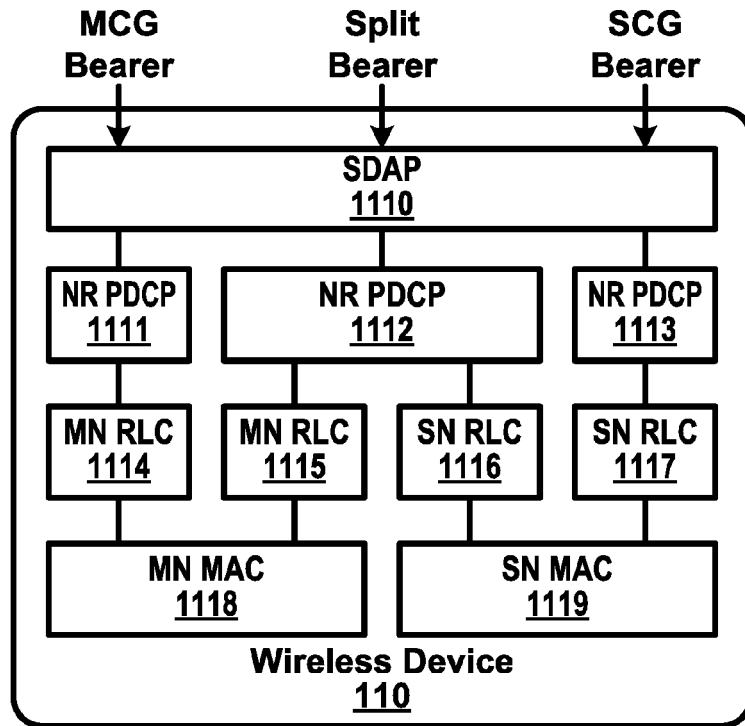 MCG Bearer
Split Bearer
SCG Bearer
SDAP
1110
NR PDCP
1111
NR PDCP
1112
NR PDCP
1113
MN RLC
1114
MN RLC
1115
SN RLC
1116
SN RLC
1117
MN MAC
1118
SN MAC
1119
Wireless Device
110